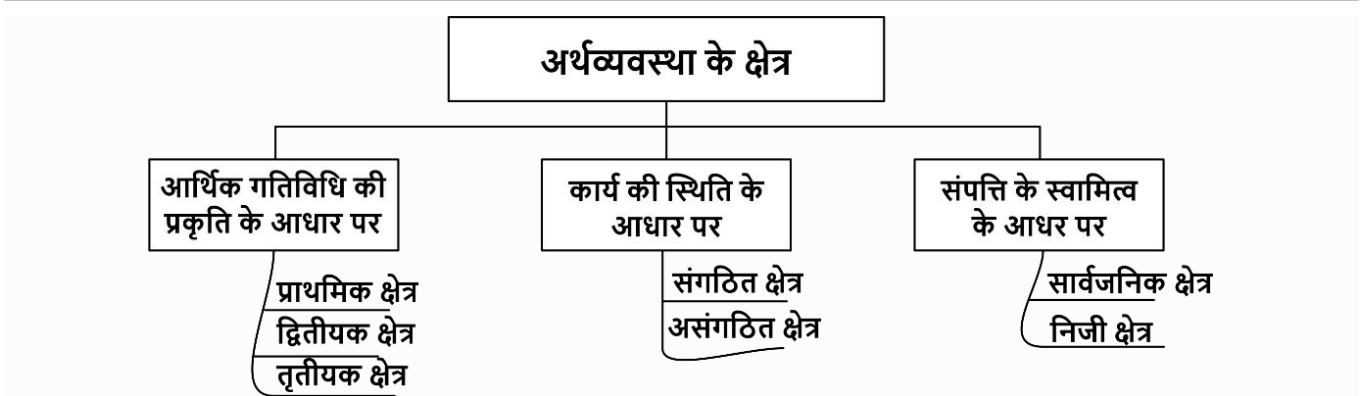 अर्थव्यवस्था के क्षेत्र
आर्थिक गतिविधि की
प्रकृति के आधार पर
प्राथमिक क्षेत्र
द्वितीयक क्षेत्र
तृतीयक क्षेत्र
कार्य की स्थिति के
आधार पर
संगठित क्षेत्र
असंगठित क्षेत्र
संपत्ति के स्वामित्व
के आधर पर
सार्वजनिक क्षेत्र
निजी क्षेत्र